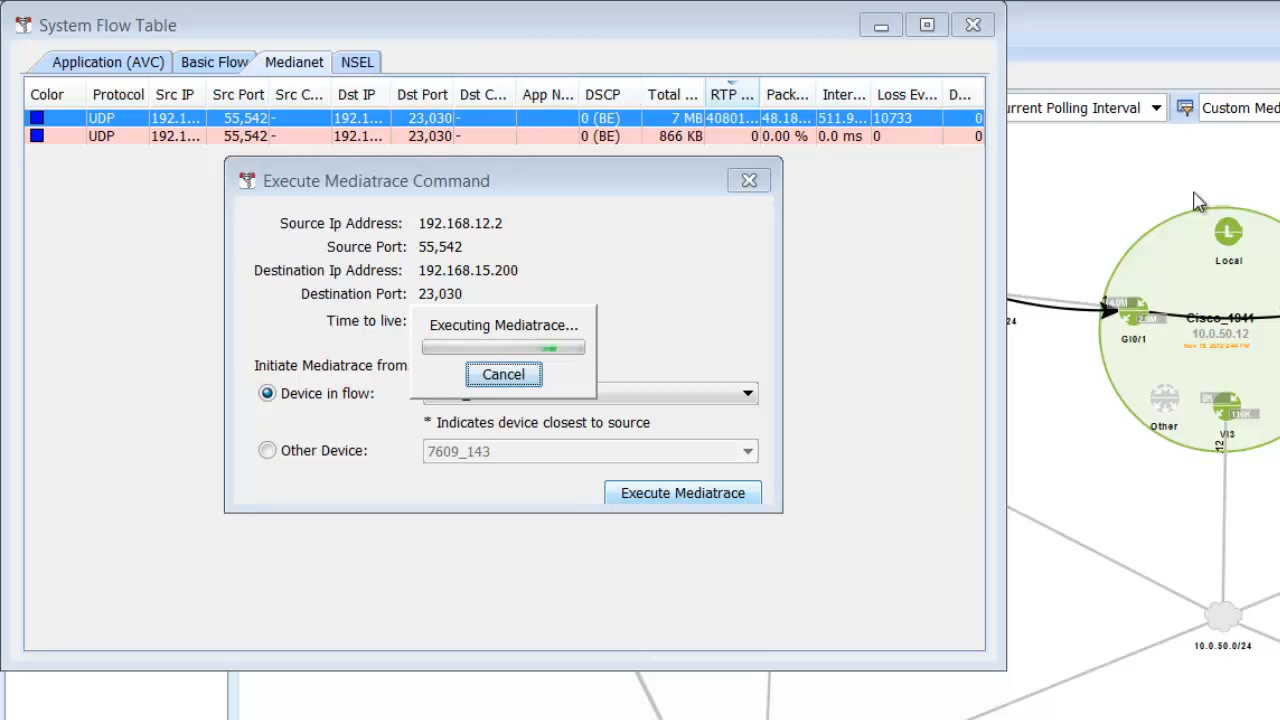 System Flow Table
Application (AVC) Basic Flow Medianet NSEL
Color Protocol Src IP Src Port Src C... Dst IP Dst Port Dst C... App N... DSCP Total ... RTP ... Pack... Inter... Loss Ev... D...
UDP 192.1... 55,542 - 192.1... 23,030 - 0 (BE) 7 MB 40801... 48.18... 511.9... 10733 0
UDP 192.1... 55,542 - 192.1... 23,030 - 0 (BE) 866 KB 0 0.00 % 0.0 ms 0 0
urrent Polling Interval Custom Med
Execute Mediatrace Command
Source Ip Address: 192.168.12.2
Source Port: 55,542
Destination Ip Address: 192.168.15.200
Destination Port: 23,030
Time to live:
Executing Mediatrace...
Cancel
Initiate Mediatrace from
Device in flow:
* Indicates device closest to source
Other Device: 7609_143
Execute Mediatrace
L
Local
24
GI0/1
Cisco_1941
10.0.50.12
Other
116K
VI3
.12
10.0.50.0/24